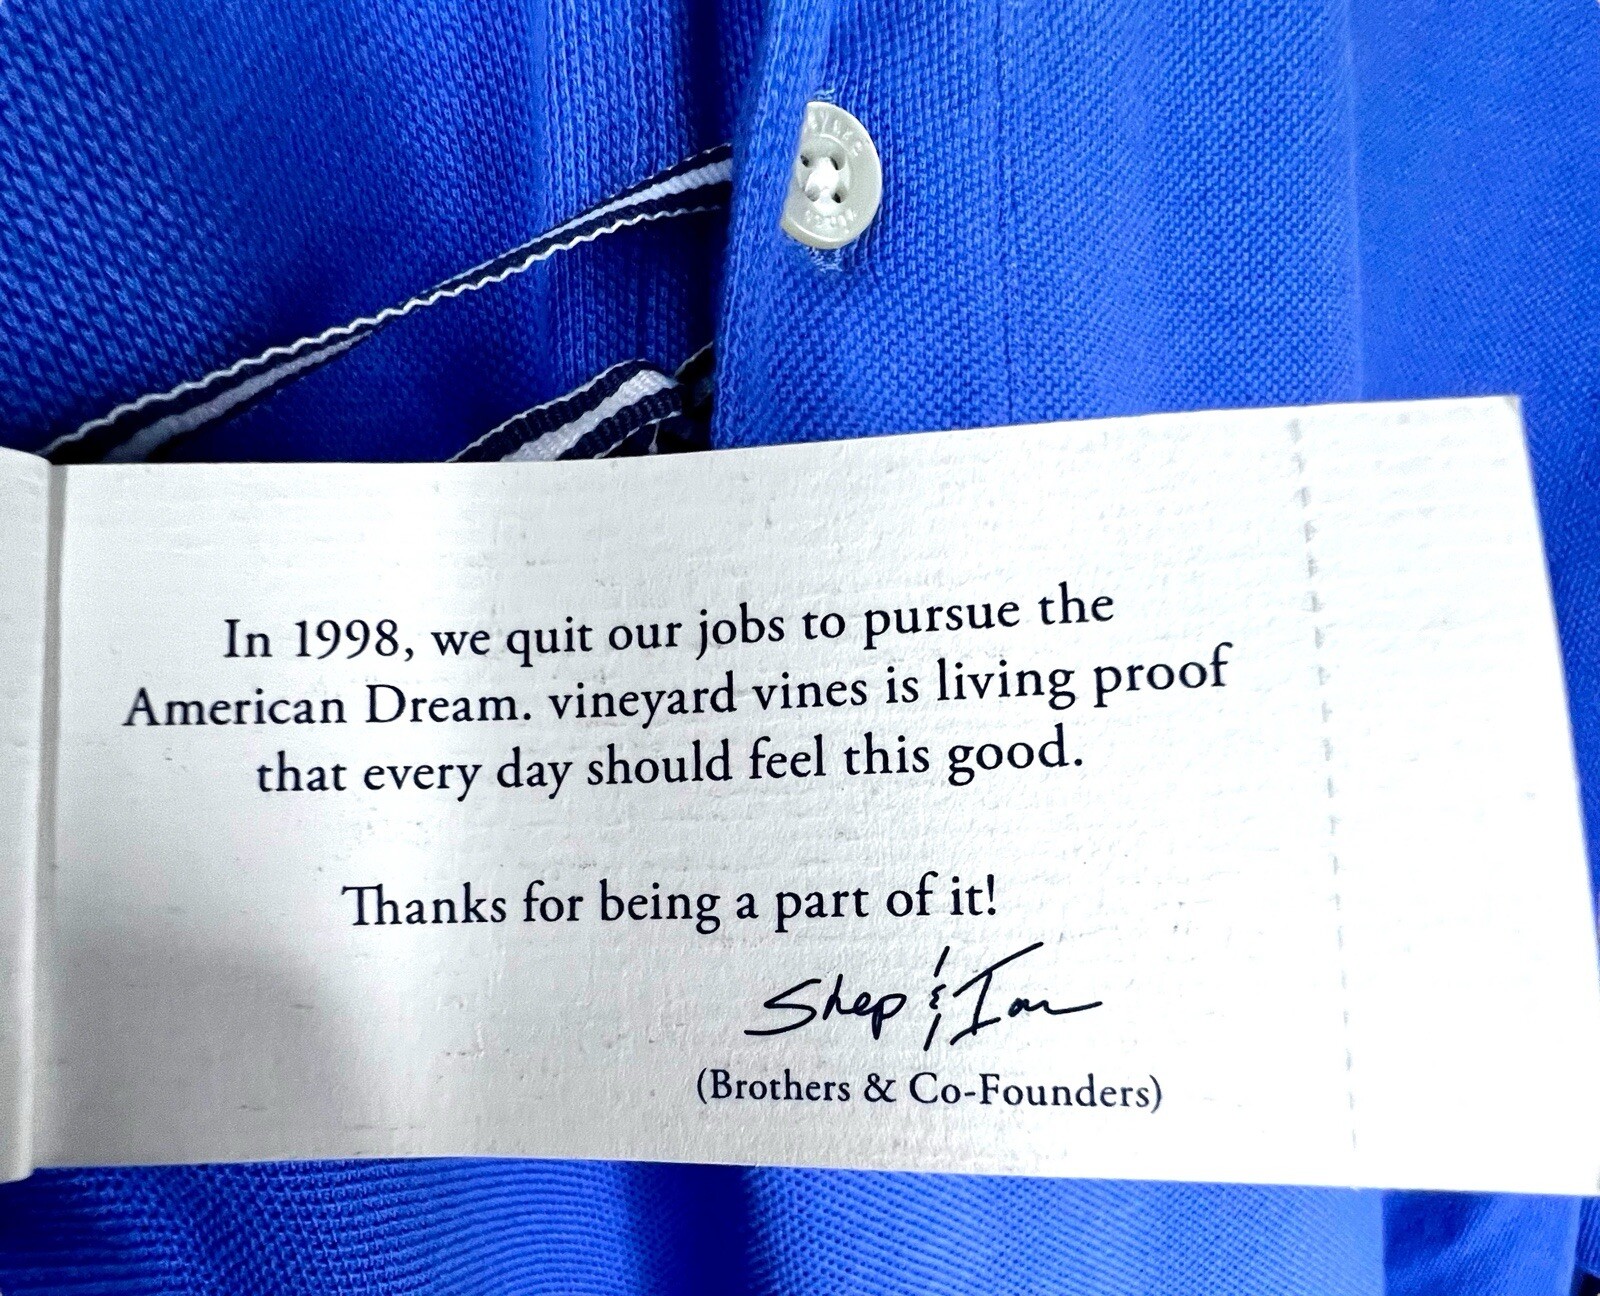 In 1998, we quit our jobs to pursue the
American Dream. vineyard vines is living proof
that every day should feel this good.
Thanks for being a part of it!
Shep & Ian
(Brothers & Co-Founders)